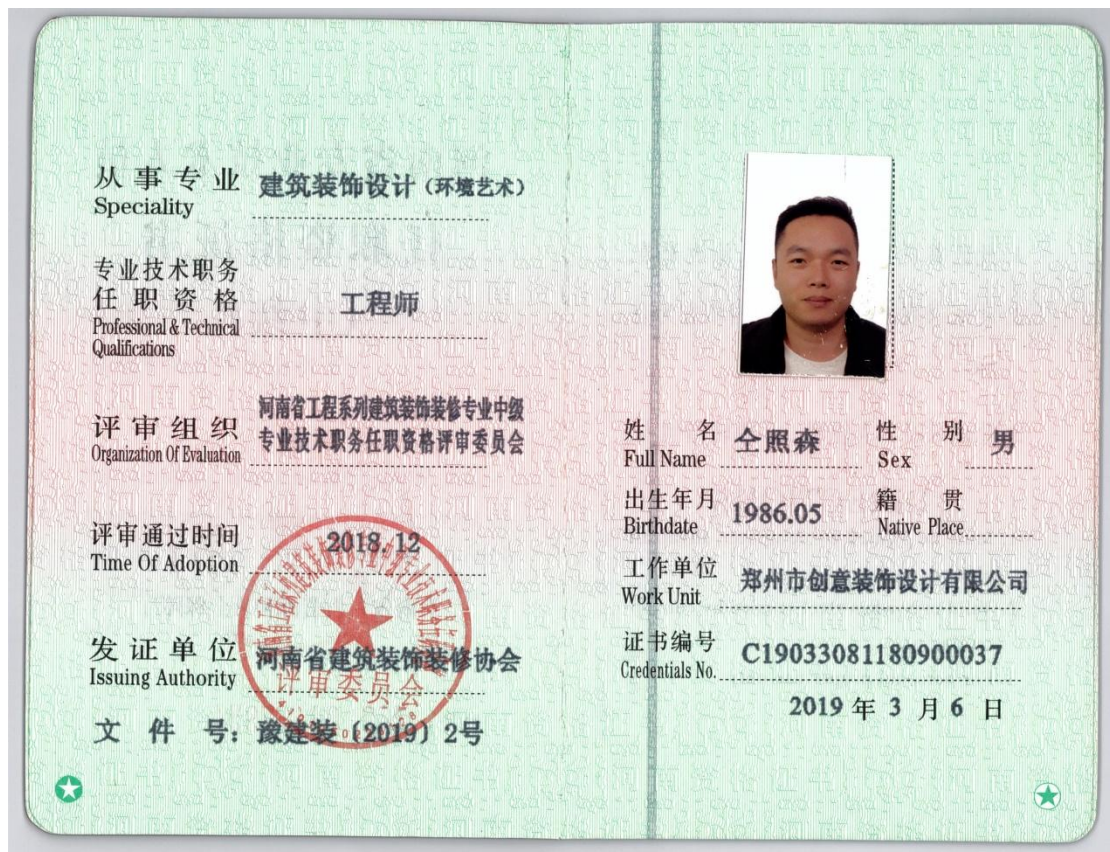 从事专业 建筑装饰设计（环境艺术）
Speciality
专业技术职务
任职资格 工程师
Professional & Technical
Qualifications
河南省工程系列建筑装饰装修专业中级
评审组织 专业技术职务任职资格评审委员会
Organization Of Evaluation
评审通过时间 2018.12
Time Of Adoption
发证单位 河南省建筑装饰装修协会
Issuing Authority
评审委员会
文件号：豫建装〔2019〕2号
姓名 仝照森 性别 男
Full Name Sex
出生年月 1986.05 籍贯
Birthdate Native Place
工作单位 郑州市创意装饰设计有限公司
Work Unit
证书编号 C19033081180900037
Credentials No.
2019 年 3 月 6 日